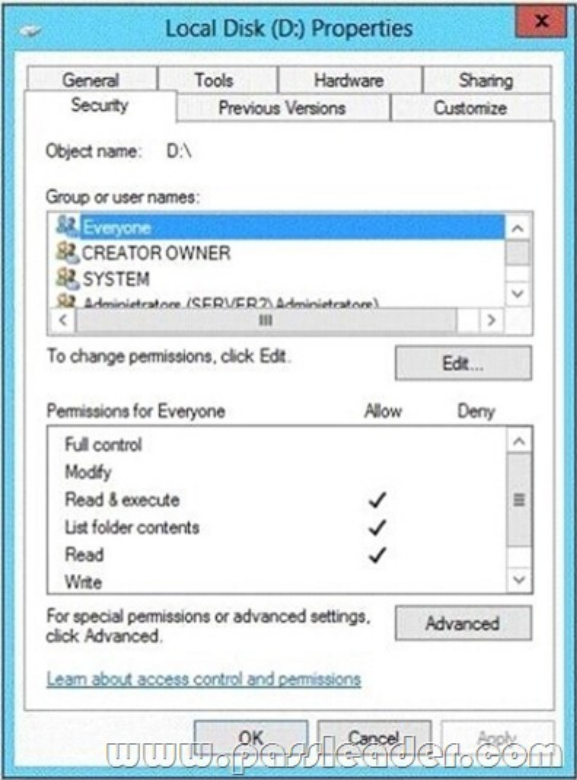 Local Disk (D:) Properties
x
General Tools Hardware Sharing
Security Previous Versions Customize
Object name: D:\
Group or user names:
Everyone
CREATOR OWNER
SYSTEM
Administrators (SERVER2\Administrators)
To change permissions, click Edit.
Edit...
Permissions for Everyone Allow Deny
Full control
Modify
Read & execute
List folder contents
Read
Write
For special permissions or advanced settings,
click Advanced.
Advanced
Learn about access control and permissions
OK Cancel Apply
www.passleader.com